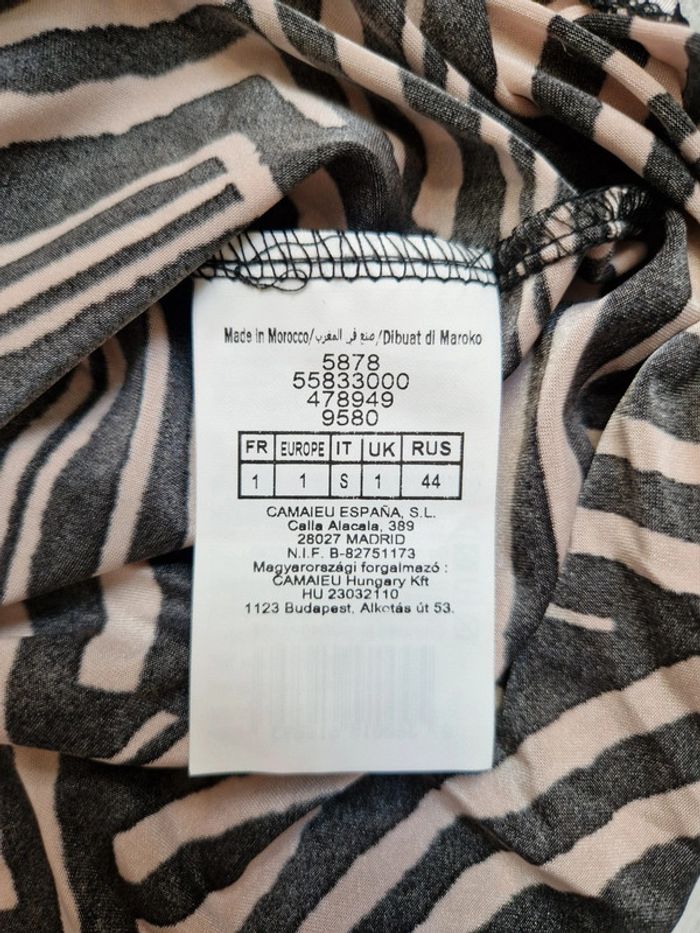 Made in Morocco/صنع في المغرب/Dibuat di Maroko
5878
55833000
478949
9580
FR EUROPE IT UK RUS
1 1 S 1 44
CAMAIEU ESPAÑA, S.L.
Calla Alacala, 389
28027 MADRID
N.I.F. B-82751173
Magyarországi forgalmazó :
CAMAIEU Hungary Kft
HU 23032110
1123 Budapest, Alkotás út 53.